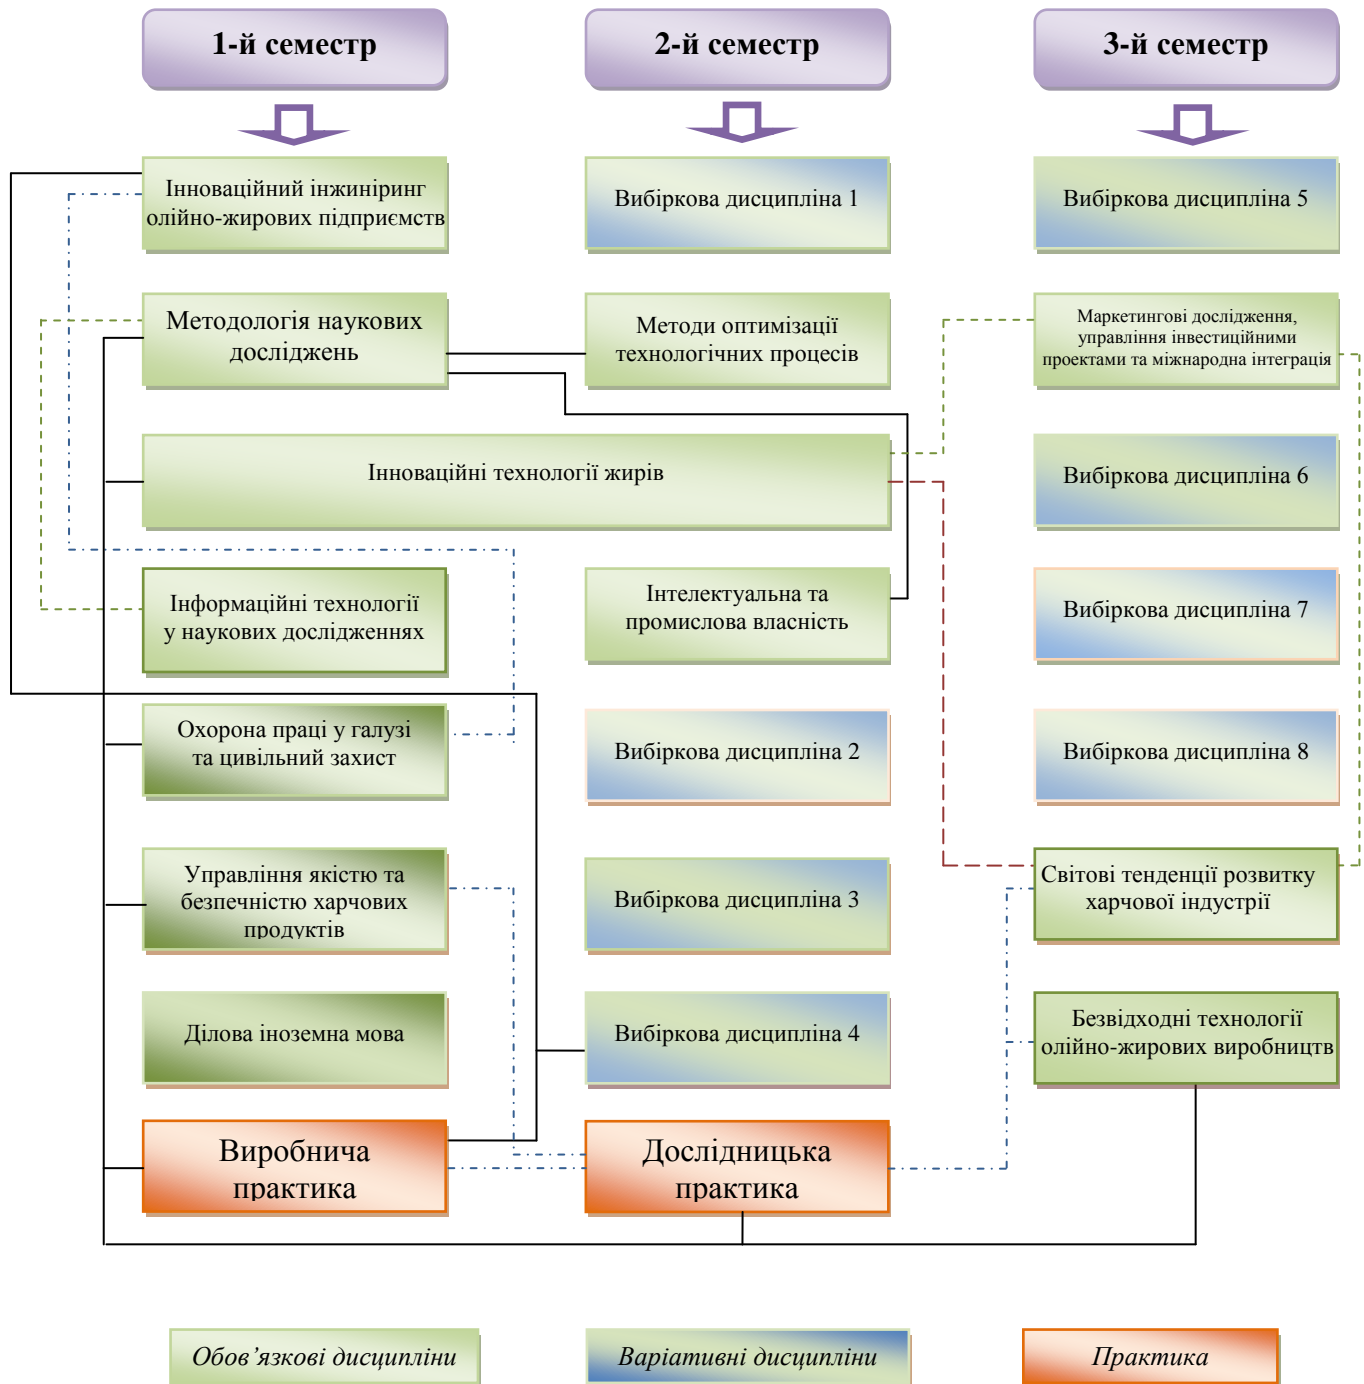 1-й семестр
2-й семестр
3-й семестр
Інноваційний інжиніринг
олійно-жирових підприємств
Вибіркова дисципліна 1
Вибіркова дисципліна 5
Методологія наукових
досліджень
Методи оптимізації
технологічних процесів
Маркетингові дослідження,
управління інвестиційними
проектами та міжнародна інтеграція
Інноваційні технології жирів
Вибіркова дисципліна 6
Інформаційні технології
у наукових дослідженнях
Інтелектуальна та
промислова власність
Вибіркова дисципліна 7
Охорона праці у галузі
та цивільний захист
Вибіркова дисципліна 2
Вибіркова дисципліна 8
Управління якістю та
безпечністю харчових
продуктів
Вибіркова дисципліна 3
Світові тенденції розвитку
харчової індустрії
Ділова іноземна мова
Вибіркова дисципліна 4
Безвідходні технології
олійно-жирових виробництв
Виробнича
практика
Дослідницька
практика
Обов’язкові дисципліни
Варіативні дисципліни
Практика